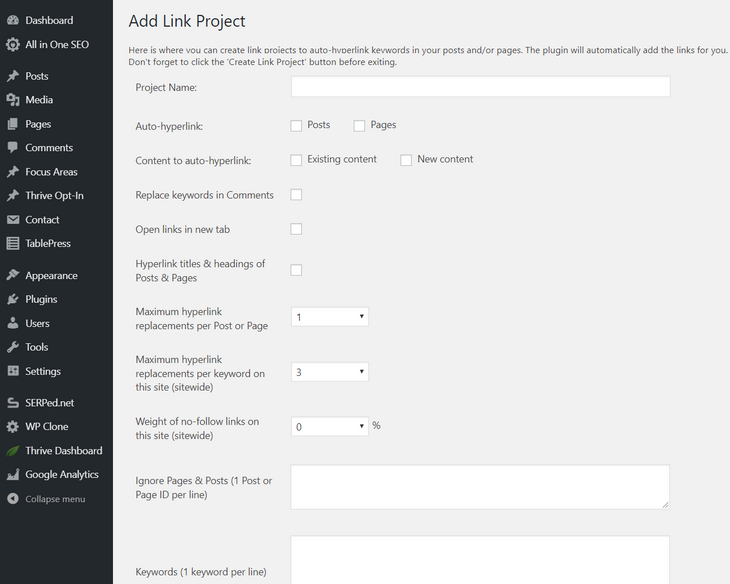 Dashboard
All in One SEO
Posts
Media
Pages
Comments
Focus Areas
Thrive Opt-In
Contact
TablePress
Appearance
Plugins
Users
Tools
Settings
SERPed.net
WP Clone
Thrive Dashboard
Google Analytics
Collapse menu
Add Link Project
Here is where you can create link projects to auto-hyperlink keywords in your posts and/or pages. The plugin will automatically add the links for you.
Don't forget to click the 'Create Link Project' button before exiting.
Project Name:
Auto-hyperlink: Posts Pages
Content to auto-hyperlink: Existing content New content
Replace keywords in Comments
Open links in new tab
Hyperlink titles & headings of
Posts & Pages
Maximum hyperlink
replacements per Post or Page
1
Maximum hyperlink
replacements per keyword on
this site (sitewide)
3
Weight of no-follow links on
this site (sitewide)
0 %
Ignore Pages & Posts (1 Post or
Page ID per line)
Keywords (1 keyword per line)